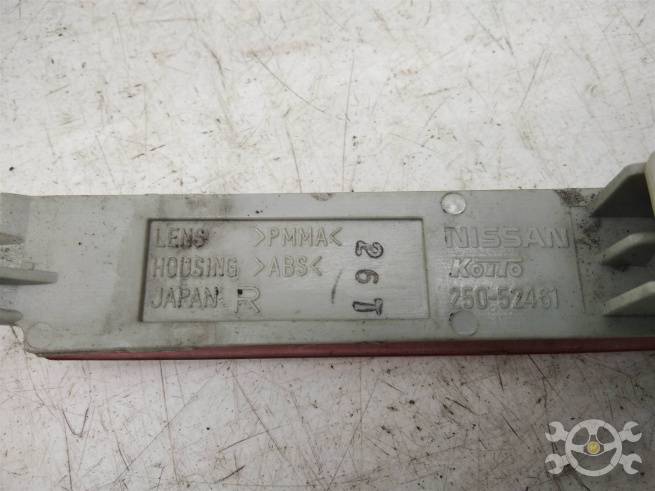 LENS >PMMA<
HOUSING >ABS<
JAPAN R
26T
NISSAN
KOITO
250-52461